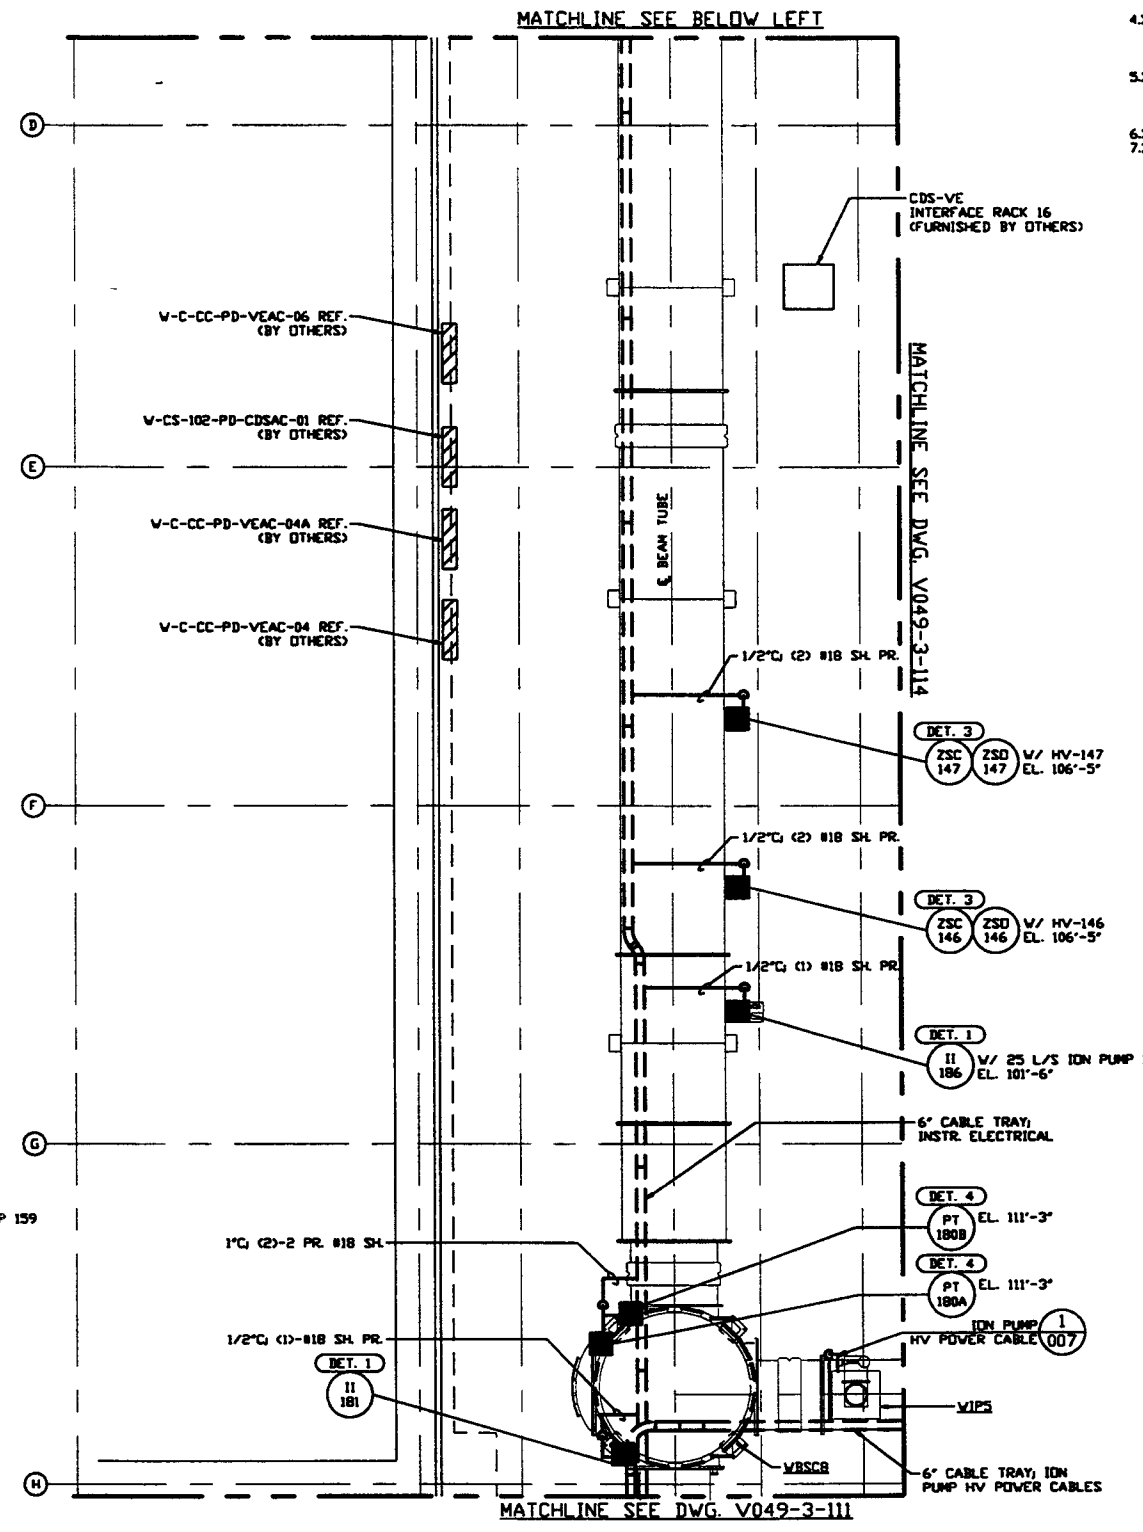 MATCHLINE SEE BELOW LEFT
D
CDS-VE
INTERFACE RACK 16
(FURNISHED BY OTHERS)
W-C-CC-PD-VEAC-06 REF.
(BY OTHERS)
MATCHLINE SEE DWG. V049-3-114
W-CS-102-PD-CDSAC-01 REF.
(BY OTHERS)
E
W-C-CC-PD-VEAC-04A REF.
(BY OTHERS)
℄ BEAM TUBE
W-C-CC-PD-VEAC-04 REF.
(BY OTHERS)
1/2"C; (2) #18 SH. PR.
DET. 3
ZSC
147
ZSO
147
W/ HV-147
EL. 106'-5"
F
1/2"C; (2) #18 SH. PR.
DET. 3
ZSC
146
ZSO
146
W/ HV-146
EL. 106'-5"
1/2"C; (1) #18 SH. PR.
DET. 1
II
186
W/ 25 L/S ION PUMP
EL. 101'-6"
6" CABLE TRAY;
INSTR. ELECTRICAL
G
P 159
DET. 4
PT
180B
EL. 111'-3"
1"C; (2)-2 PR. #18 SH.
DET. 4
PT
180A
EL. 111'-3"
ION PUMP
HV POWER CABLE
1
007
1/2"C; (1)-#18 SH. PR.
DET. 1
II
181
WIP5
WBSC8
6" CABLE TRAY; ION
PUMP HV POWER CABLES
H
MATCHLINE SEE DWG. V049-3-111